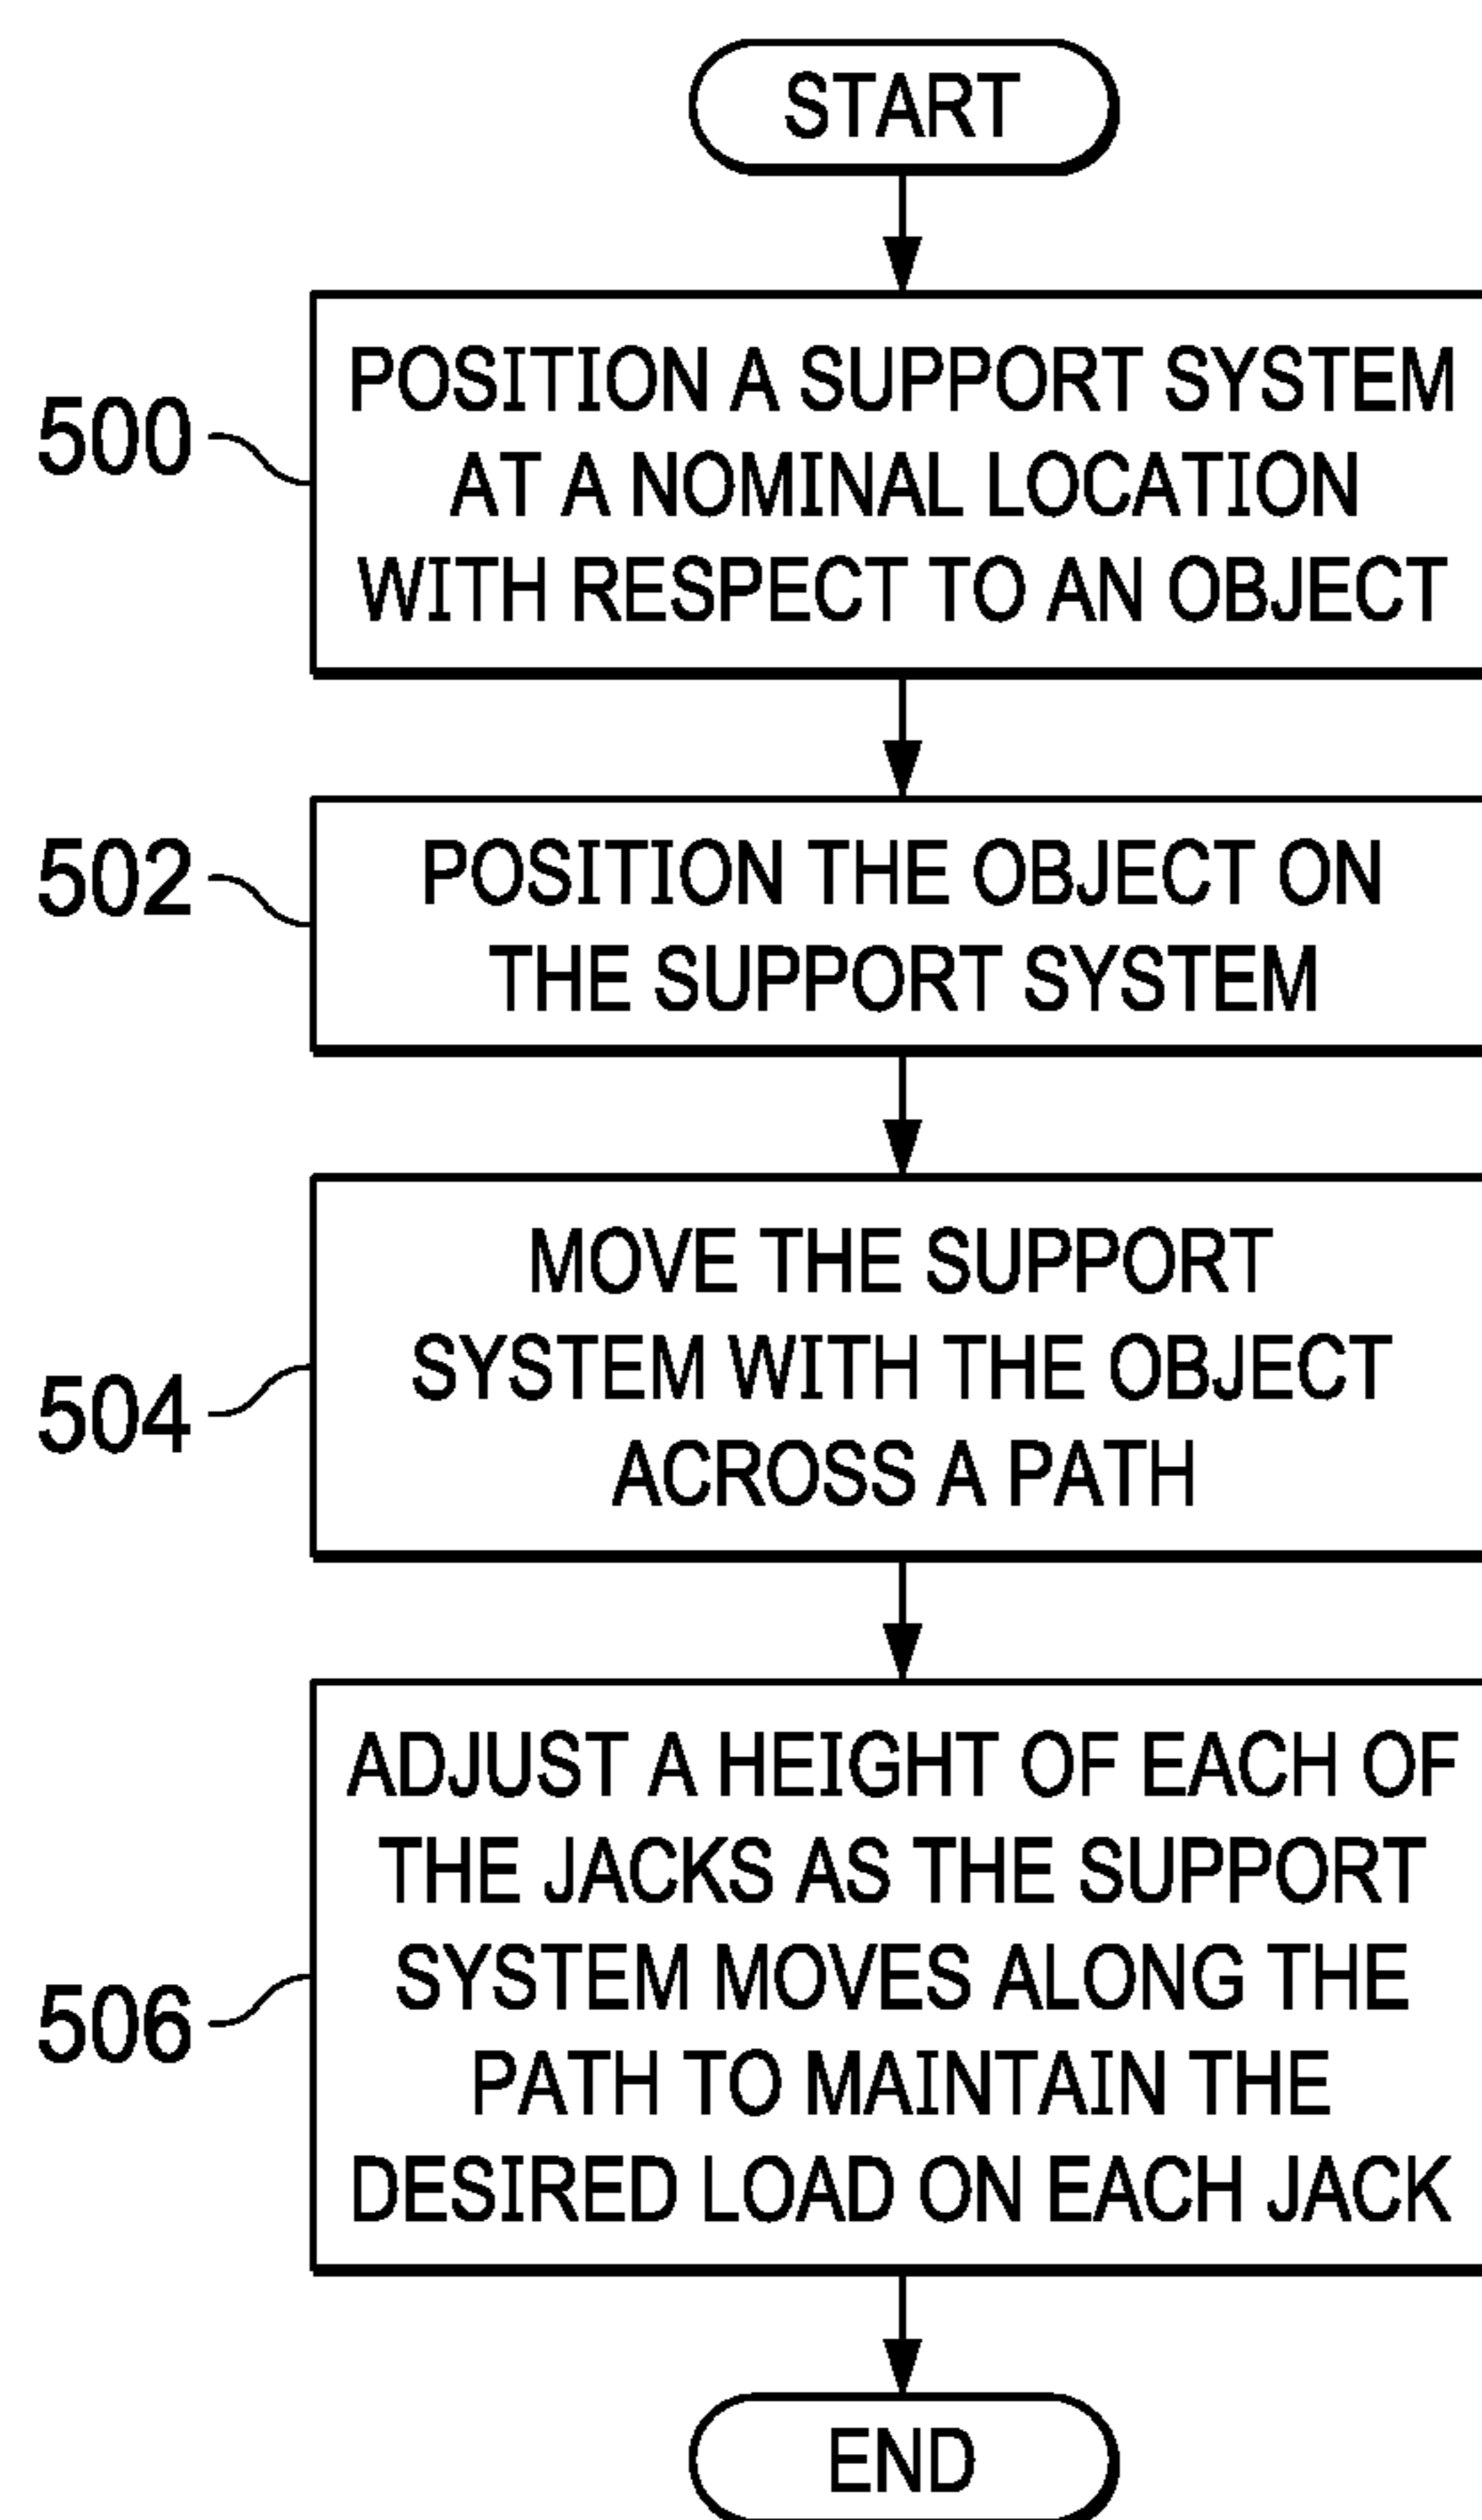 START
500
POSITION A SUPPORT SYSTEM
AT A NOMINAL LOCATION
WITH RESPECT TO AN OBJECT
502
POSITION THE OBJECT ON
THE SUPPORT SYSTEM
504
MOVE THE SUPPORT
SYSTEM WITH THE OBJECT
ACROSS A PATH
506
ADJUST A HEIGHT OF EACH OF
THE JACKS AS THE SUPPORT
SYSTEM MOVES ALONG THE
PATH TO MAINTAIN THE
DESIRED LOAD ON EACH JACK
END